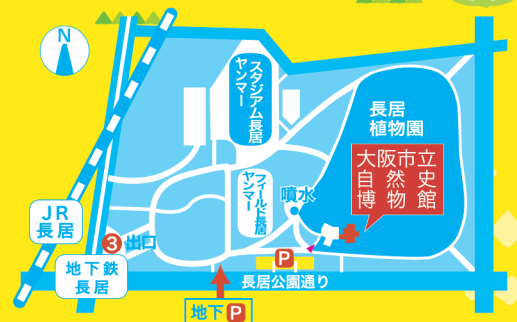 N
ヤンマー
スタジアム長居
長居
植物園
大阪市立
自然史
博物館
ヤンマー
フィールド長居
噴水
JR
長居
3 出口
地下鉄
長居
P
長居公園通り
地下 P